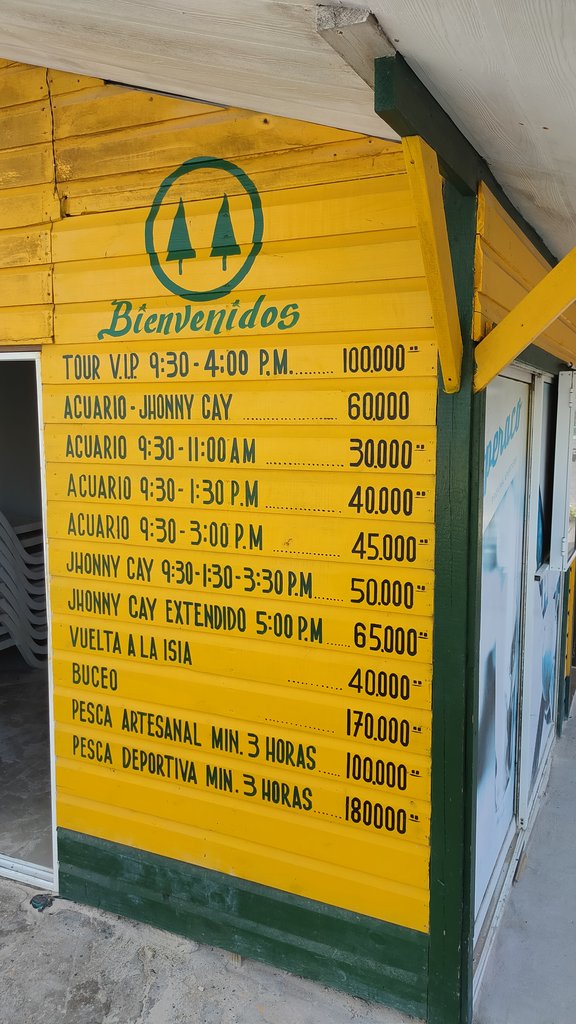 Bienvenidos
TOUR V.I.P. 9:30-4:00 P.M........ 100.000=
ACUARIO-JHONNY CAY .................. 60.000
ACUARIO 9:30-11:00 AM ............... 30.000=
ACUARIO 9:30-1:30 P.M ............... 40.000=
ACUARIO 9:30-3:00 P.M ............. 45.000=
JHONNY CAY 9:30-1:30-3:30 P.M...... 50.000=
JHONNY CAY EXTENDIDO 5:00 P.M .... 65.000=
VUELTA A LA ISIA ........... 40.000=
BUCEO .............. 170.000=
PESCA ARTESANAL MIN. 3 HORAS ..... 100.000=
PESCA DEPORTIVA MIN. 3 HORAS ...... 180000=